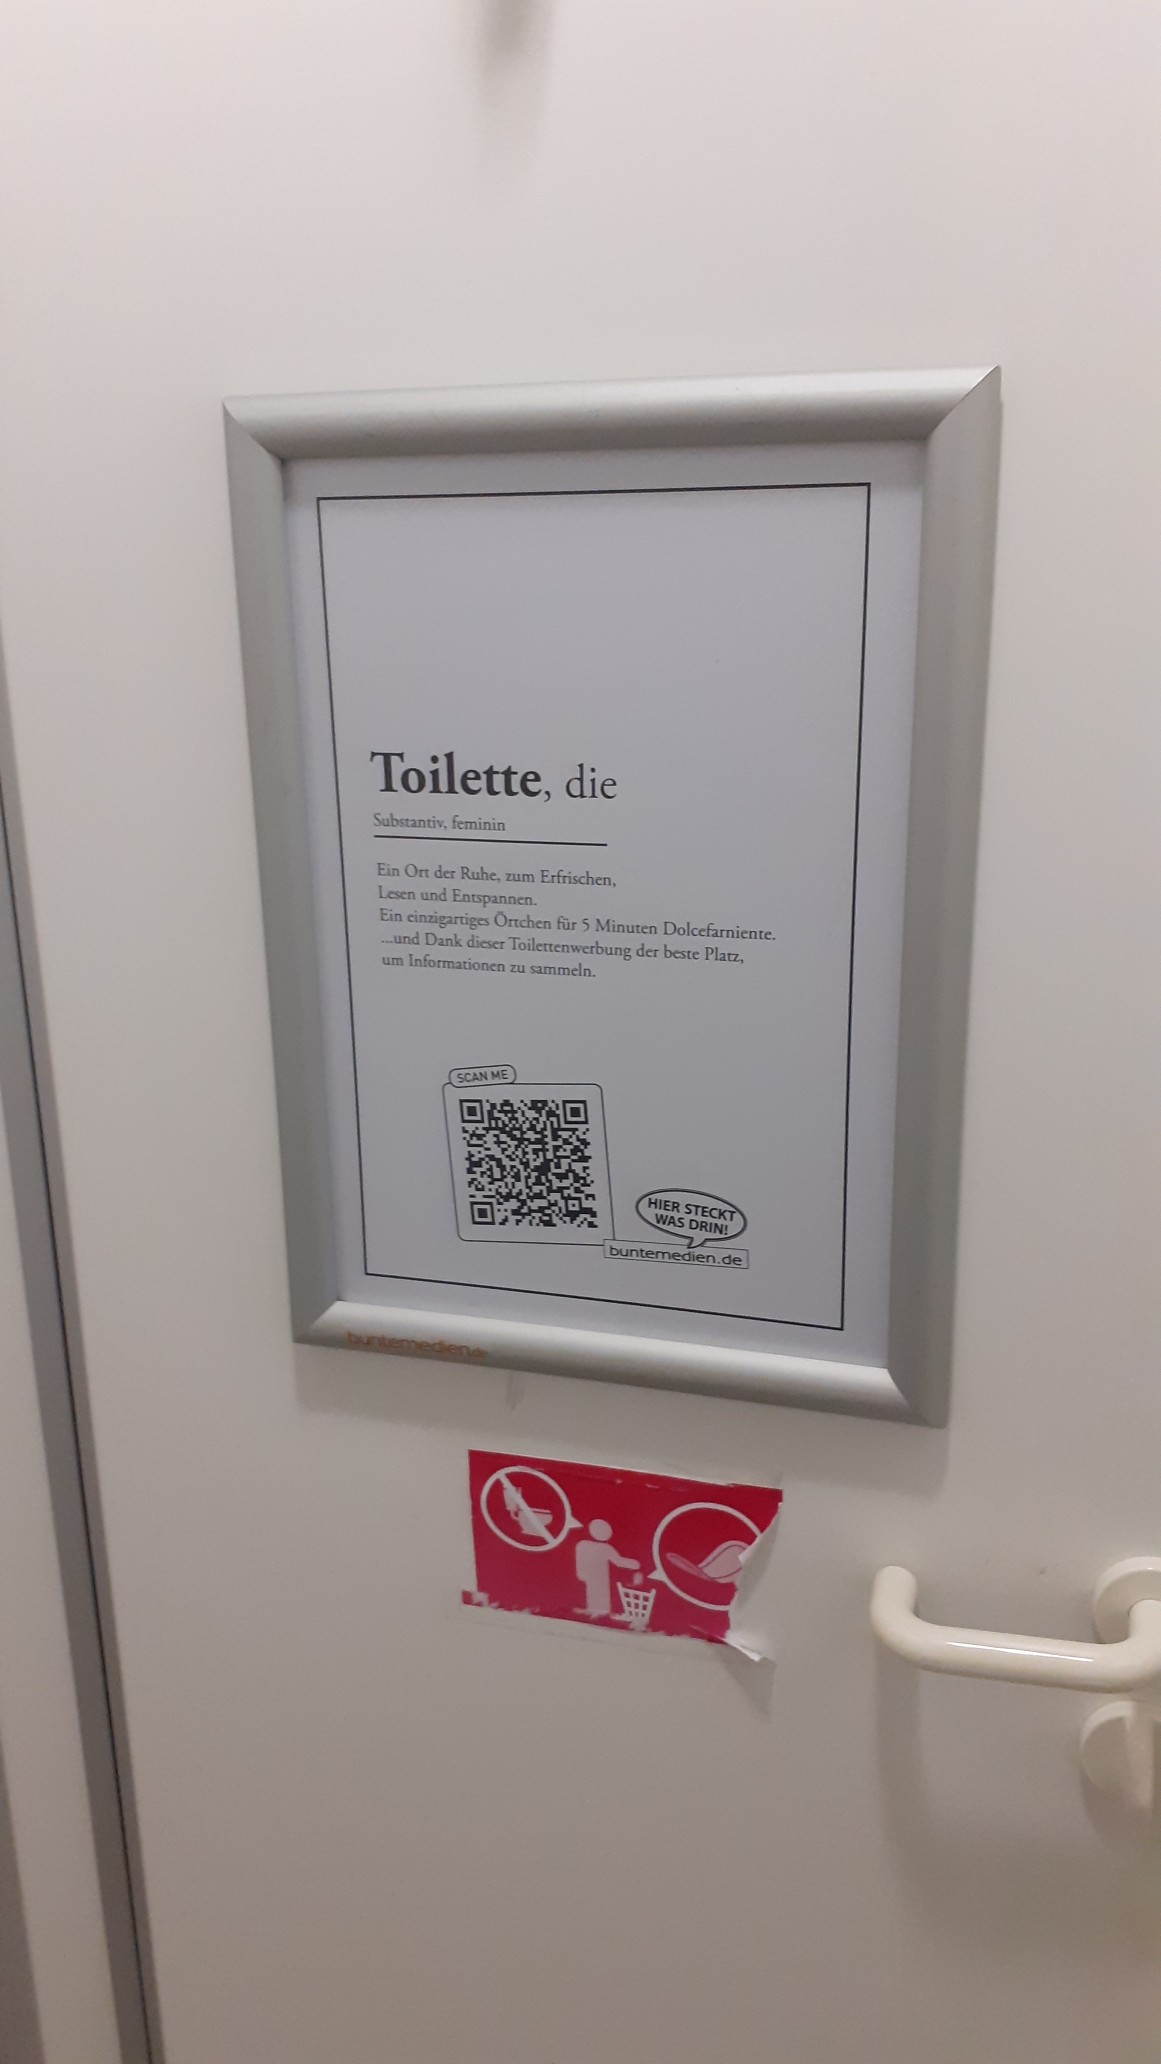 Toilette, die
Substantiv, feminin
Ein Ort der Ruhe, zum Erfrischen,
Lesen und Entspannen.
Ein einzigartiges Örtchen für 5 Minuten Dolcefarniente.
...und Dank dieser Toilettenwerbung der beste Platz,
um Informationen zu sammeln.
SCAN ME
HIER STECKT
WAS DRIN!
buntemedien.de
buntemedien.de